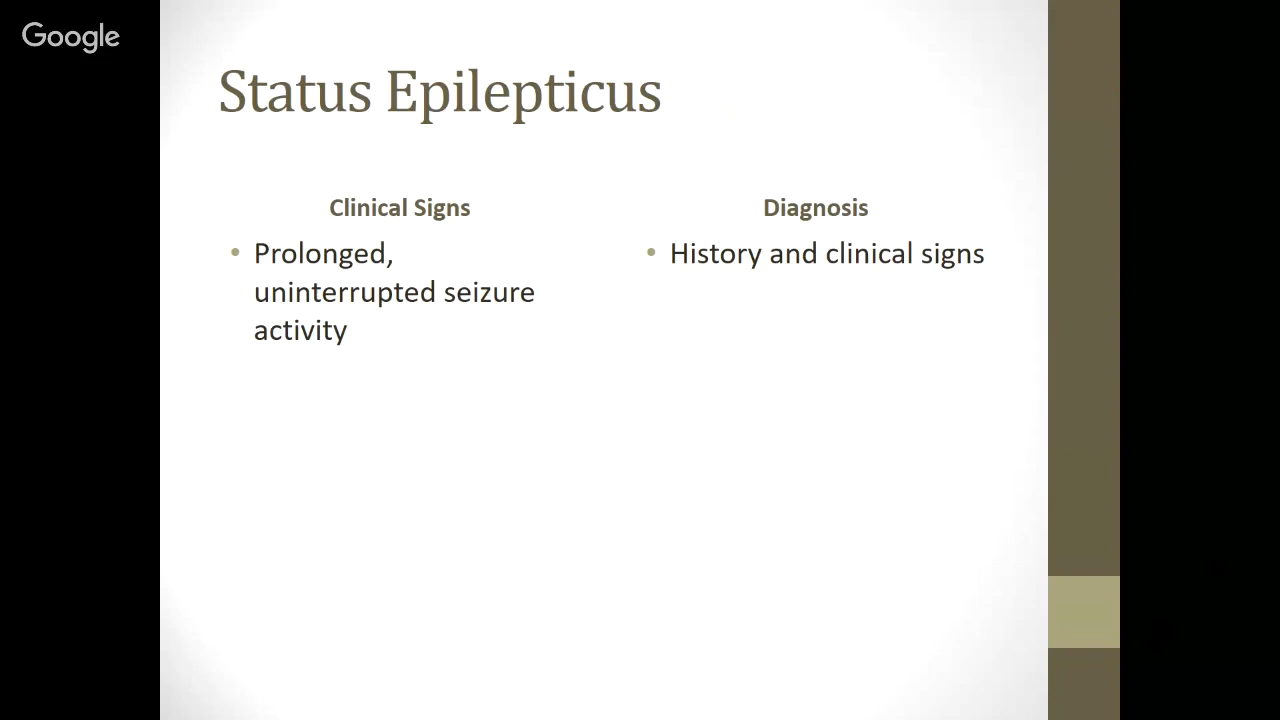 Google
Status Epilepticus
Clinical Signs
• Prolonged,
uninterrupted seizure
activity
Diagnosis
• History and clinical signs